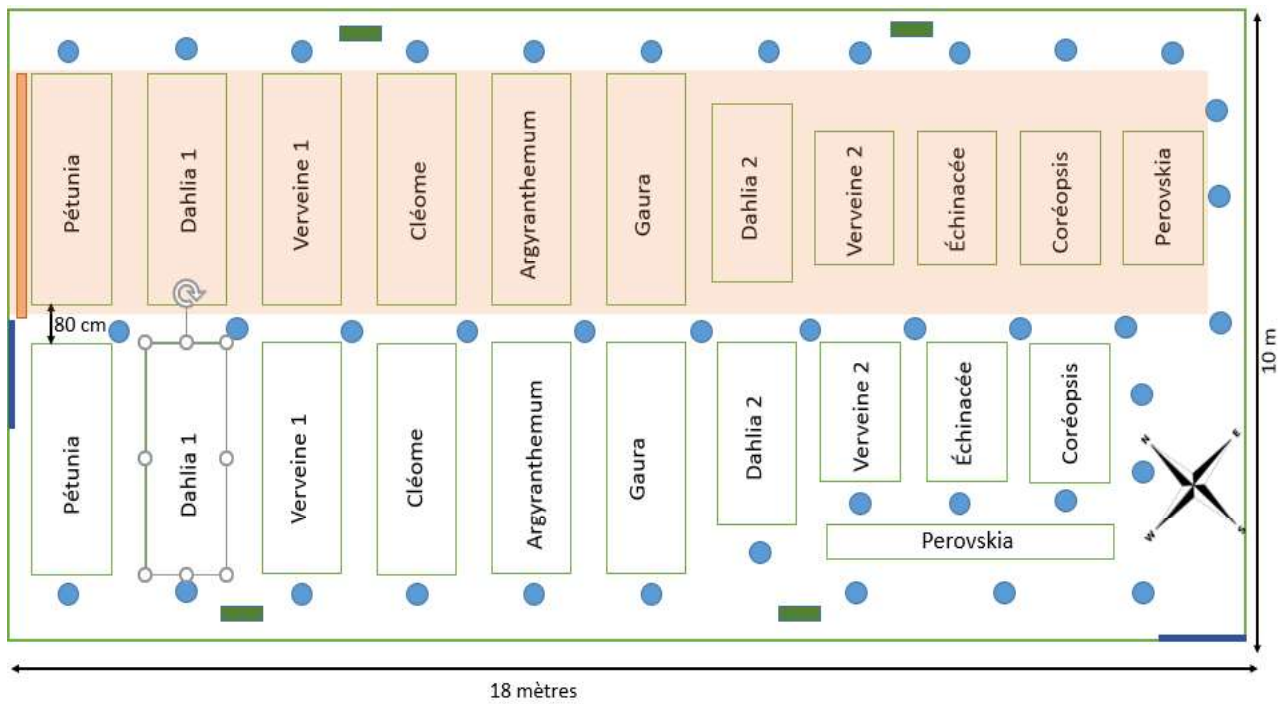 Pétunia
Dahlia 1
Verveine 1
Cléome
Argyranthemum
Gaura
Dahlia 2
Verveine 2
Échinacée
Coréopsis
Perovskia
80 cm
10 m
Pétunia
Dahlia 1
Verveine 1
Cléome
Argyranthemum
Gaura
Dahlia 2
Verveine 2
Échinacée
Coréopsis
N
E
W
S
Perovskia
18 mètres